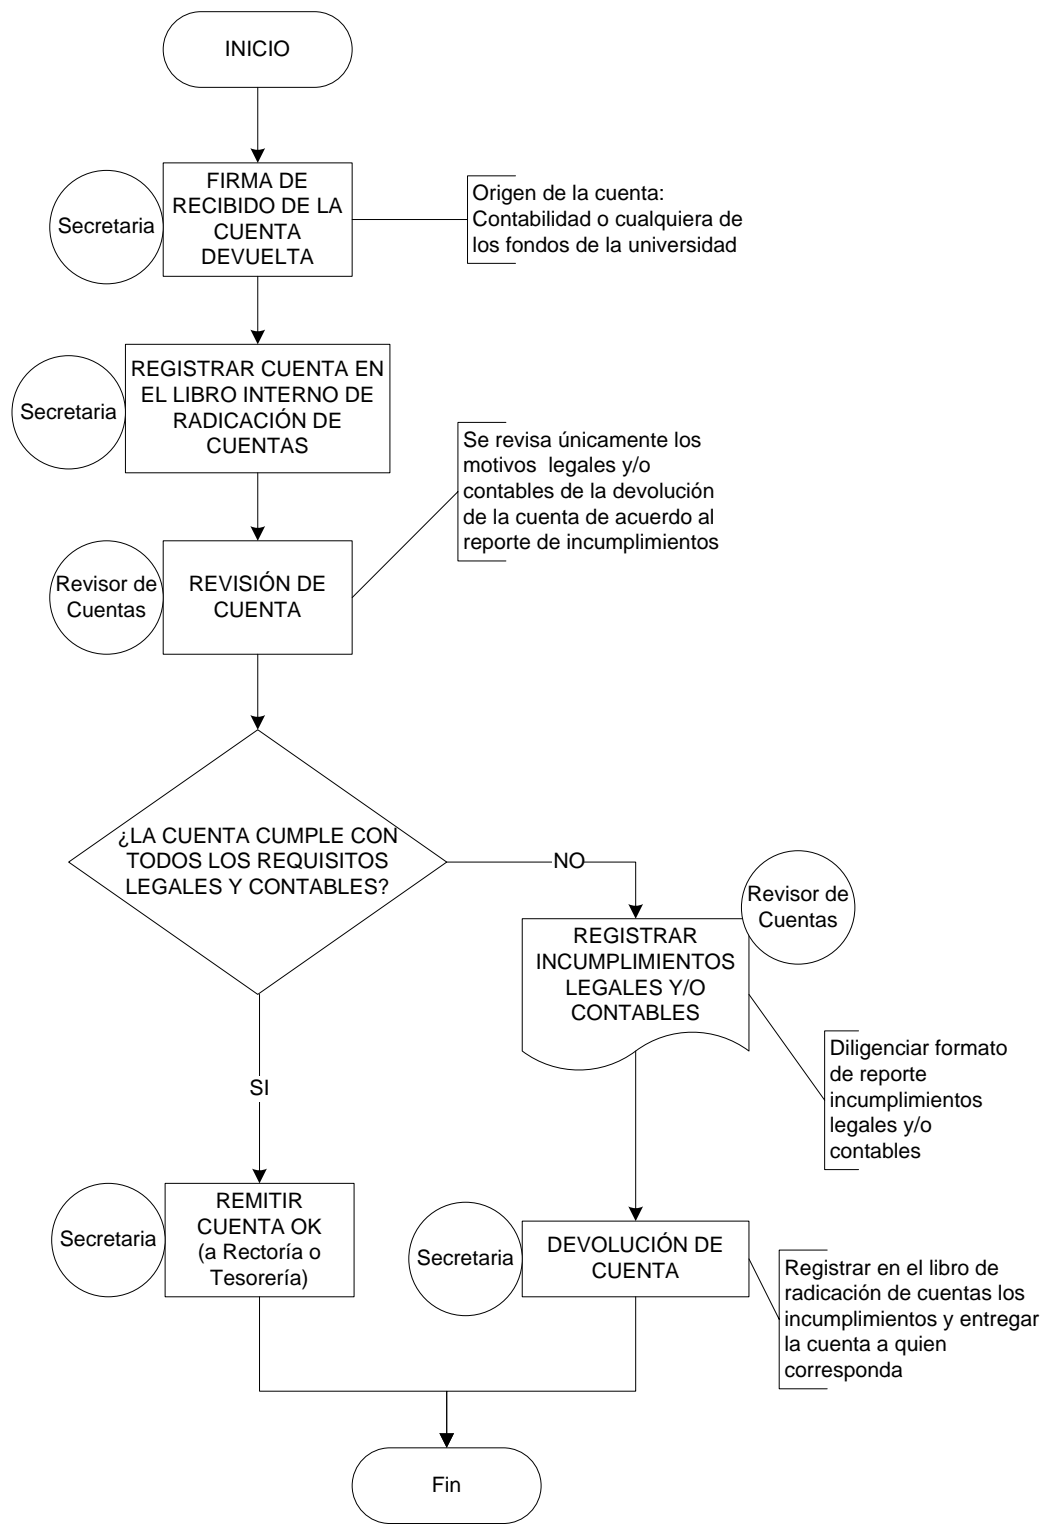 INICIO
Secretaria
FIRMA DE
RECIBIDO DE LA
CUENTA
DEVUELTA
Origen de la cuenta:
Contabilidad o cualquiera de
los fondos de la universidad
Secretaria
REGISTRAR CUENTA EN
EL LIBRO INTERNO DE
RADICACIÓN DE
CUENTAS
Se revisa únicamente los
motivos legales y/o
contables de la devolución
de la cuenta de acuerdo al
reporte de incumplimientos
Revisor de
Cuentas
REVISIÓN DE
CUENTA
¿LA CUENTA CUMPLE CON
TODOS LOS REQUISITOS
LEGALES Y CONTABLES?
NO
Revisor de
Cuentas
REGISTRAR
INCUMPLIMIENTOS
LEGALES Y/O
CONTABLES
Diligenciar formato
de reporte
incumplimientos
legales y/o
contables
SI
Secretaria
REMITIR
CUENTA OK
(a Rectoría o
Tesorería)
Secretaria
DEVOLUCIÓN DE
CUENTA
Registrar en el libro de
radicación de cuentas los
incumplimientos y entregar
la cuenta a quien
corresponda
Fin